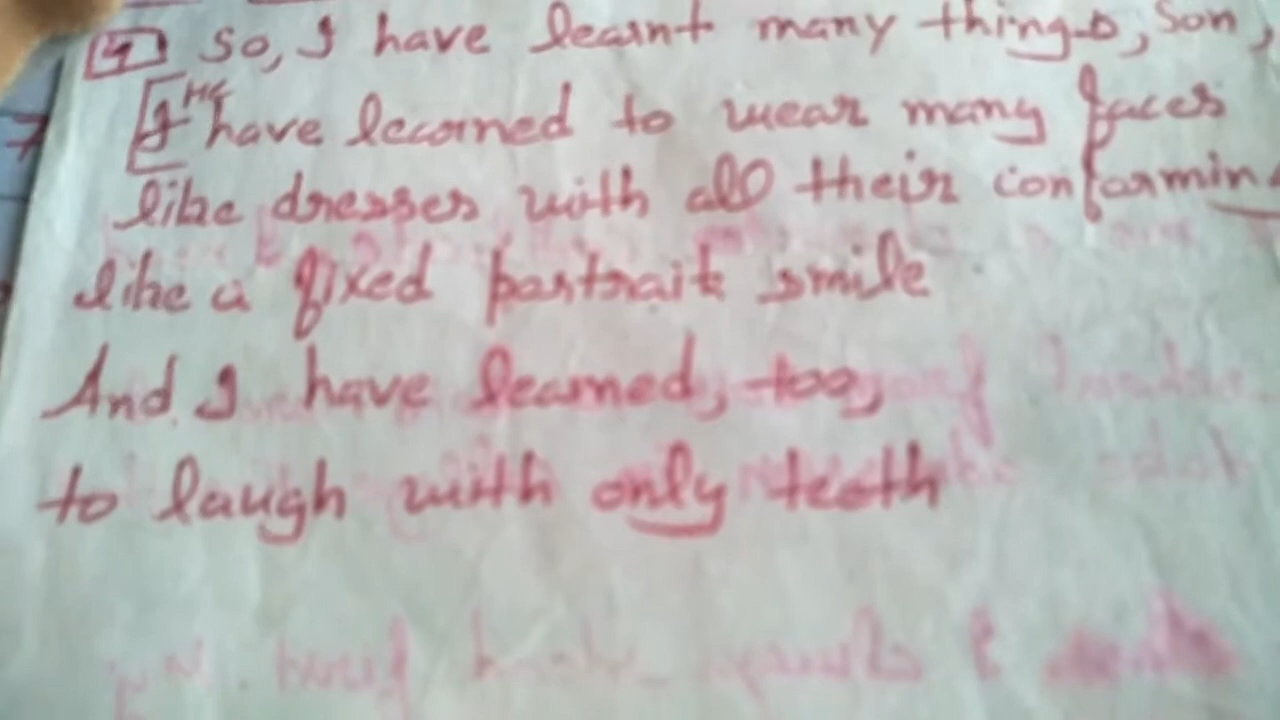 4 So, I have learnt many things, Son,
I have learned to wear many faces
like dresses with all their conforming
like a fixed portrait smile
And I have learned, too,
to laugh with only teeth